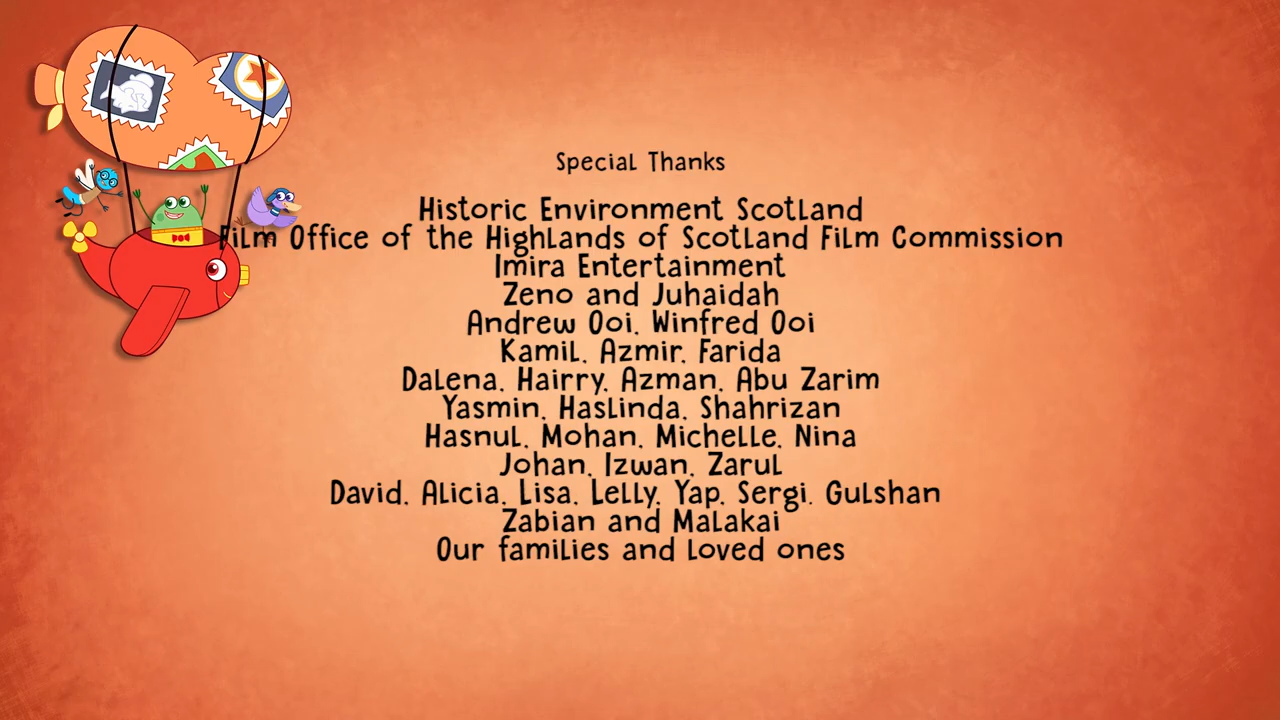 Special Thanks
Historic Environment Scotland
Film Office of the Highlands of Scotland Film Commission
Imira Entertainment
Zeno and Juhaidah
Andrew Ooi, Winfred Ooi
Kamil, Azmir, Farida
Dalena, Hairry, Azman, Abu Zarim
Yasmin, Haslinda, Shahrizan
Hasnul, Mohan, Michelle, Nina
Johan, Izwan, Zarul
David, Alicia, Lisa, Lelly, Yap, Sergi, Gulshan
Zabian and Malakai
Our families and loved ones